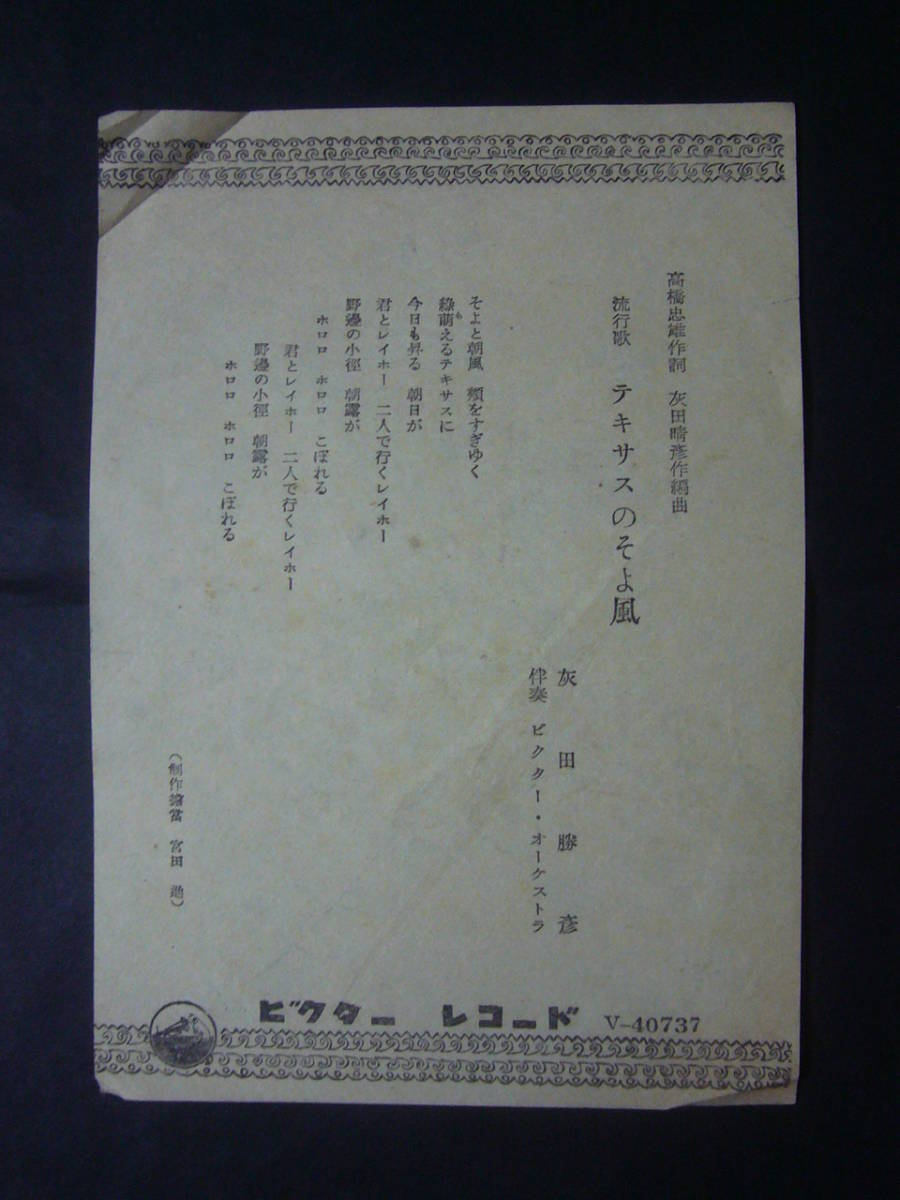 高橋忠雄作詞　灰田晴彦作編曲
流行歌　テキサスのそよ風
灰田勝彦
伴奏　ビクター・オーケストラ
そよと朝風　頬をすぎゆく
綠萠えるテキサスに
も
今日も昇る　朝日が
君とレイホー　二人で行くレイホー
野邊の小徑　朝露が
ホロロ　ホロロ　こぼれる
君とレイホー　二人で行くレイホー
野邊の小徑　朝露が
ホロロ　ホロロ　こぼれる
（制作擔當　宮田　）
ビクター　レコード　V-40737